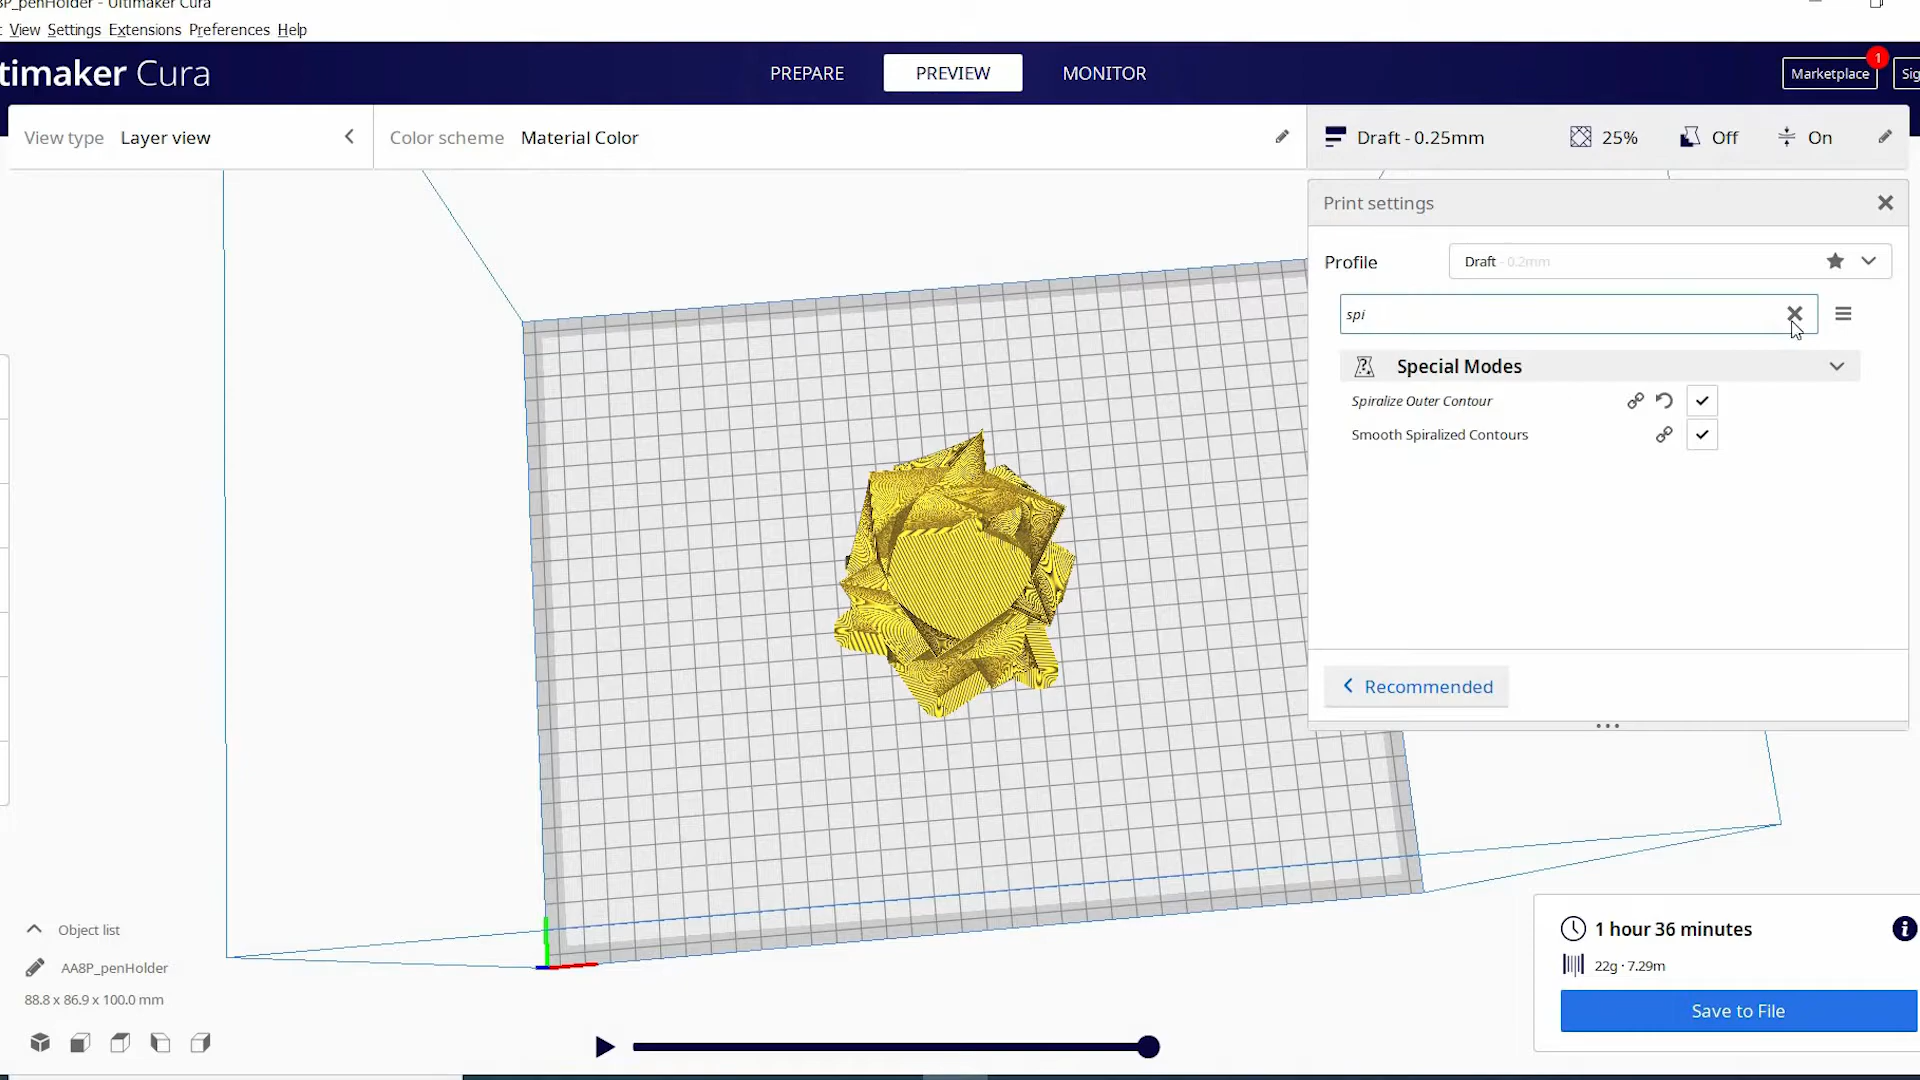 8P_penHolder - Ultimaker Cura
View Settings Extensions Preferences Help
timaker Cura
PREPARE
PREVIEW
MONITOR
Marketplace
1
Sig
View type Layer view
Color scheme Material Color
Draft - 0.25mm
25%
Off
On
Print settings
Profile
Draft - 0.2mm
spi
Special Modes
Spiralize Outer Contour
Smooth Spiralized Contours
Recommended
Object list
AA8P_penHolder
88.8 x 86.9 x 100.0 mm
1 hour 36 minutes
22g · 7.29m
Save to File